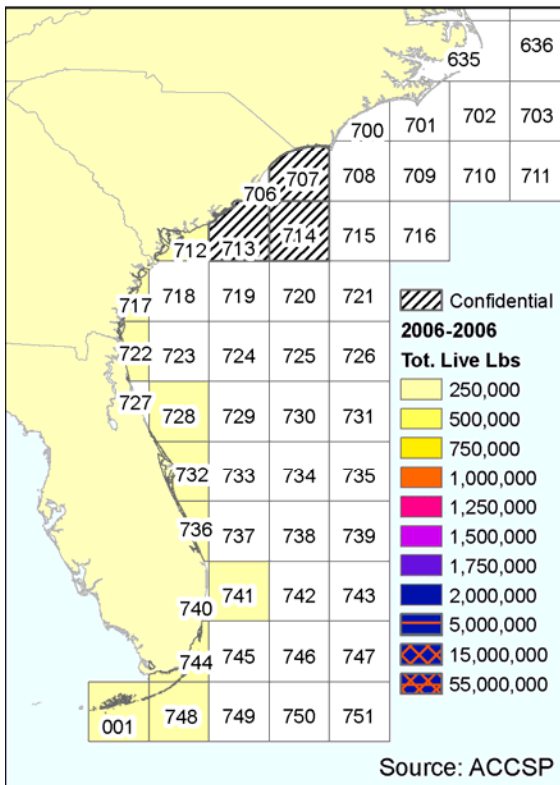 636
635
700 701 702 703
706 707 708 709 710 711
712 713 714 715 716
717 718 719 720 721
Confidential
2006-2006
Tot. Live Lbs
722 723 724 725 726
250,000
727 728 729 730 731
500,000
750,000
732 733 734 735
1,000,000
1,250,000
736 737 738 739
1,500,000
1,750,000
740 741 742 743
2,000,000
5,000,000
744 745 746 747
15,000,000
55,000,000
001 748 749 750 751
Source: ACCSP